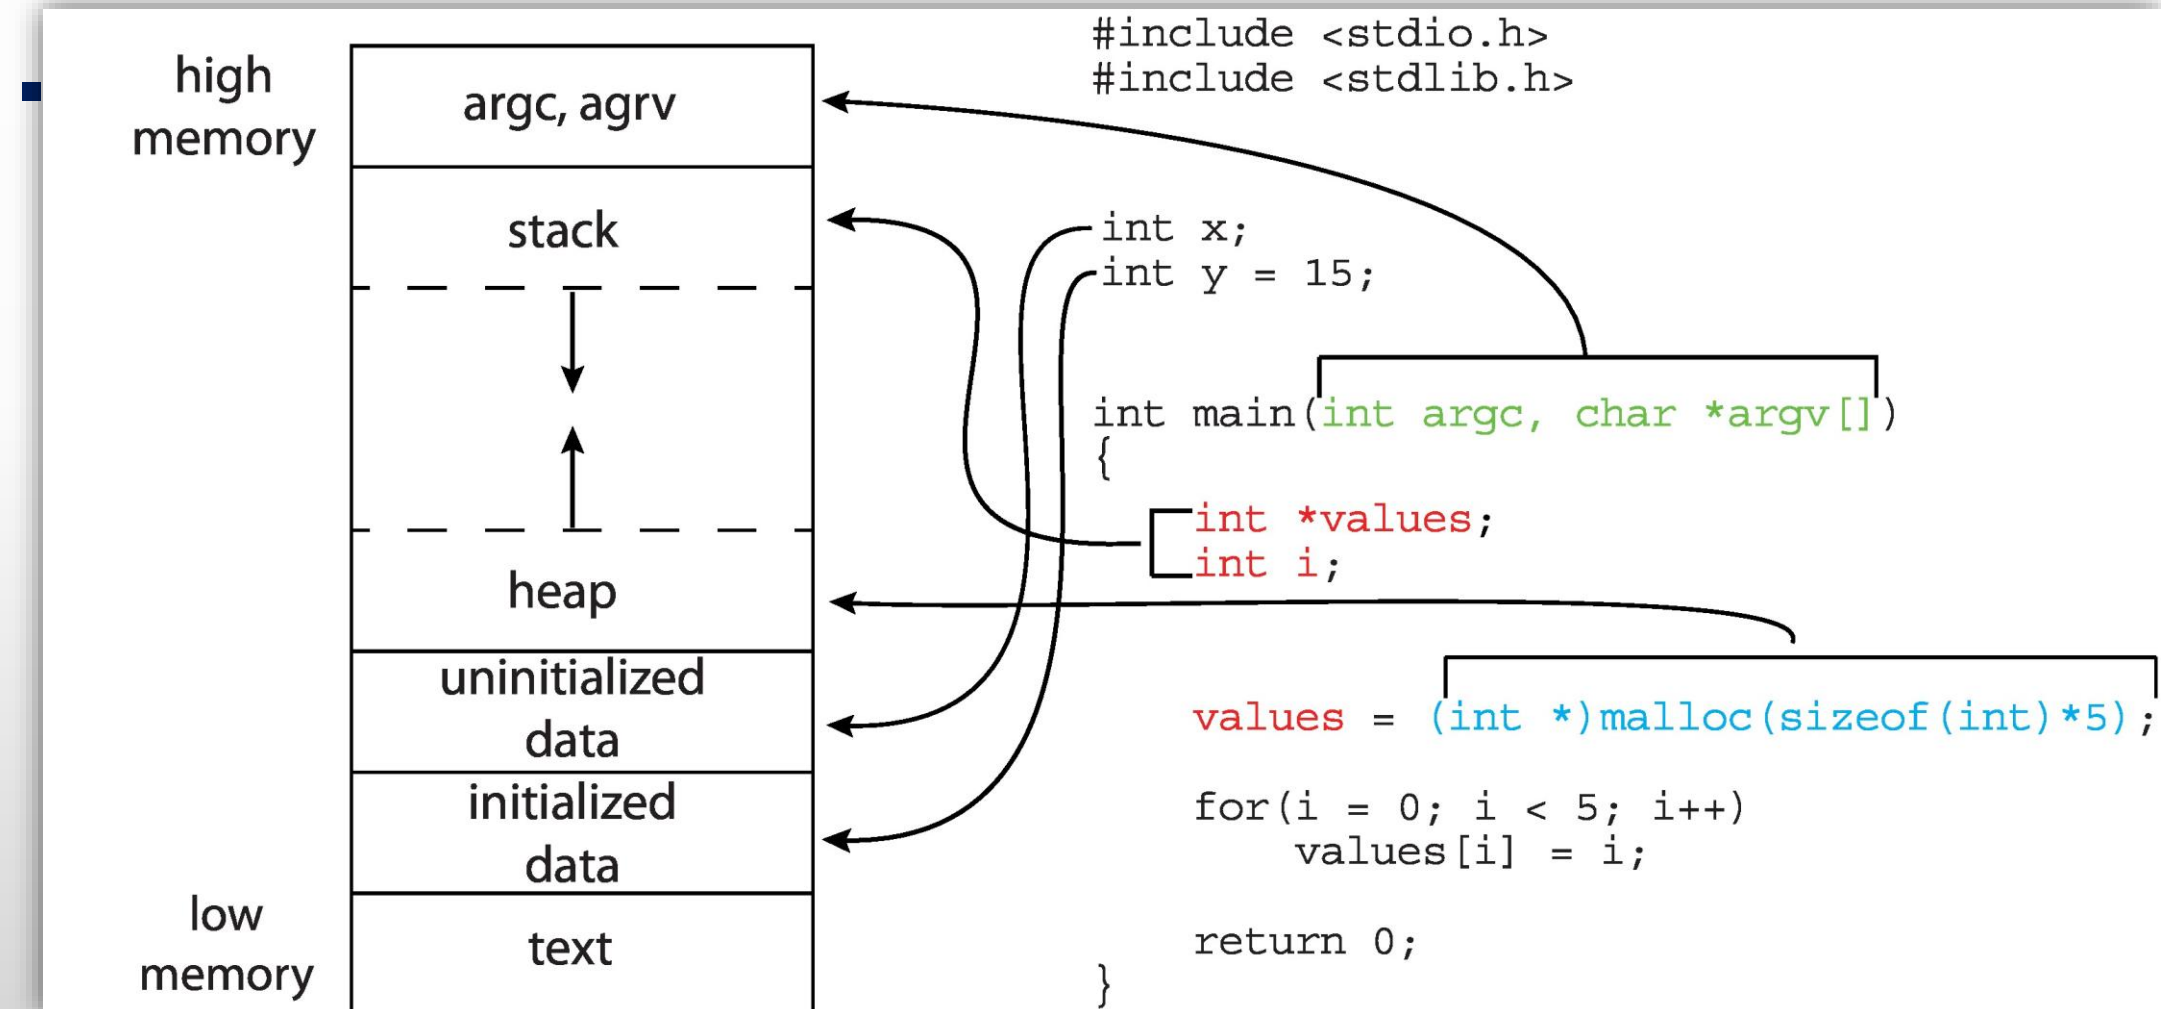 high
memory
argc, agrv
stack
heap
uninitialized
data
initialized
data
low
memory
text
#include <stdio.h>
#include <stdlib.h>
int x;
int y = 15;
int main(int argc, char *argv[])
{
int *values;
int i;
values = (int *)malloc(sizeof(int)*5);
for(i = 0; i < 5; i++)
values[i] = i;
return 0;
}